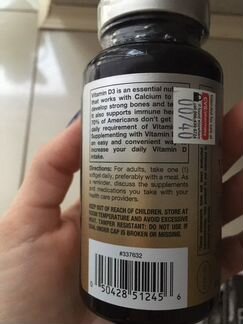 Vitamin D3 is an essential nut
that works with Calcium to
develop strong bones and te
It also supports immune hea
70% of Americans don't get
daily requirement of Vitami
Supplementing with Vitamin
an easy and convenient wa
increase your daily Vitamin D
intake.
Directions: For adults, take one (1)
softgel daily, preferably with a meal. As
a reminder, discuss the supplements
and medications you take with your
health care providers.
KEEP OUT OF REACH OF CHILDREN. STORE AT
ROOM TEMPERATURE AND AVOID EXCESSIVE
HEAT. TAMPER RESISTANT: DO NOT USE IF
SEAL UNDER CAP IS BROKEN OR MISSING.
#337632
0 50428 51245 6